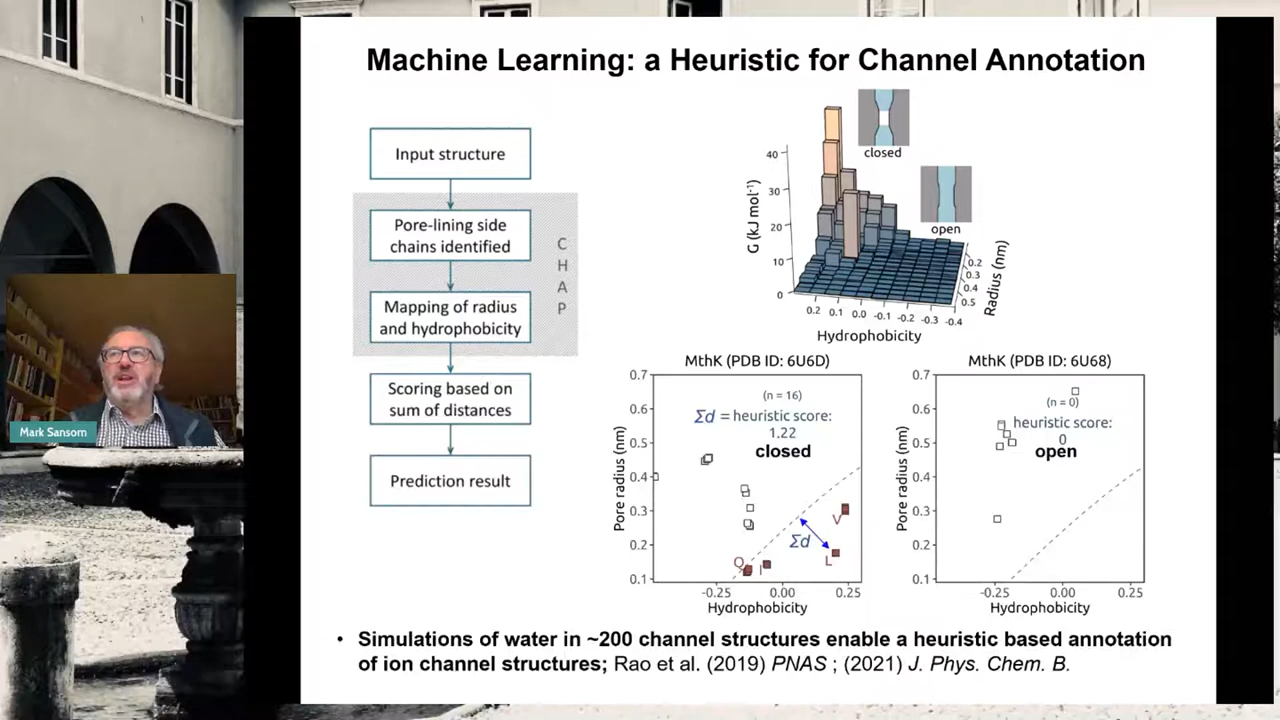 Machine Learning: a Heuristic for Channel Annotation
Input structure
Pore-lining side
chains identified
Mapping of radius
and hydrophobicity
C
H
A
P
Scoring based on
sum of distances
Prediction result
closed
open
G (kJ mol⁻¹)
40
30
20
10
0
0.2 0.1 0.0 -0.1 -0.2 -0.3 -0.4
Hydrophobicity
0.2
0.3
0.4
0.5
Radius (nm)
MthK (PDB ID: 6U6D)
(n = 16)
Σd = heuristic score:
1.22
closed
Pore radius (nm)
0.7
0.6
0.5
0.4
0.3
0.2
0.1
V
Σd
L
Q
I
-0.25 0.00 0.25
Hydrophobicity
MthK (PDB ID: 6U68)
(n = 0)
heuristic score:
0
open
Pore radius (nm)
0.7
0.6
0.5
0.4
0.3
0.2
0.1
-0.25 0.00 0.25
Hydrophobicity
Mark Sansom
• Simulations of water in ~200 channel structures enable a heuristic based annotation
of ion channel structures; Rao et al. (2019) PNAS ; (2021) J. Phys. Chem. B.